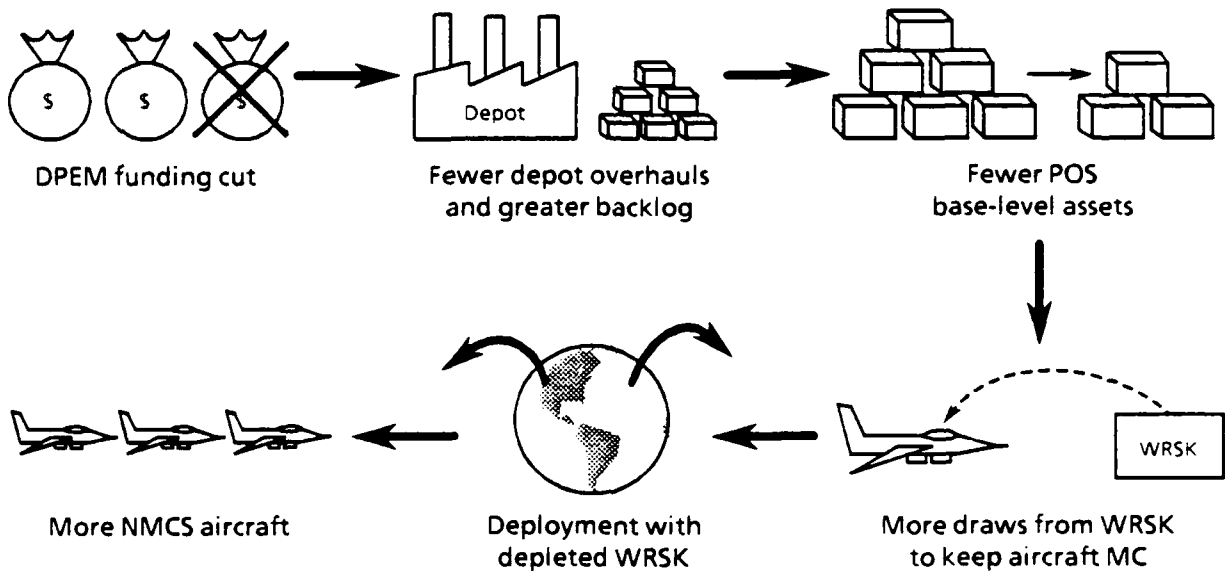 $
$
$
Depot
DPEM funding cut
Fewer depot overhauls
and greater backlog
Fewer POS
base-level assets
WRSK
More NMCS aircraft
Deployment with
depleted WRSK
More draws from WRSK
to keep aircraft MC